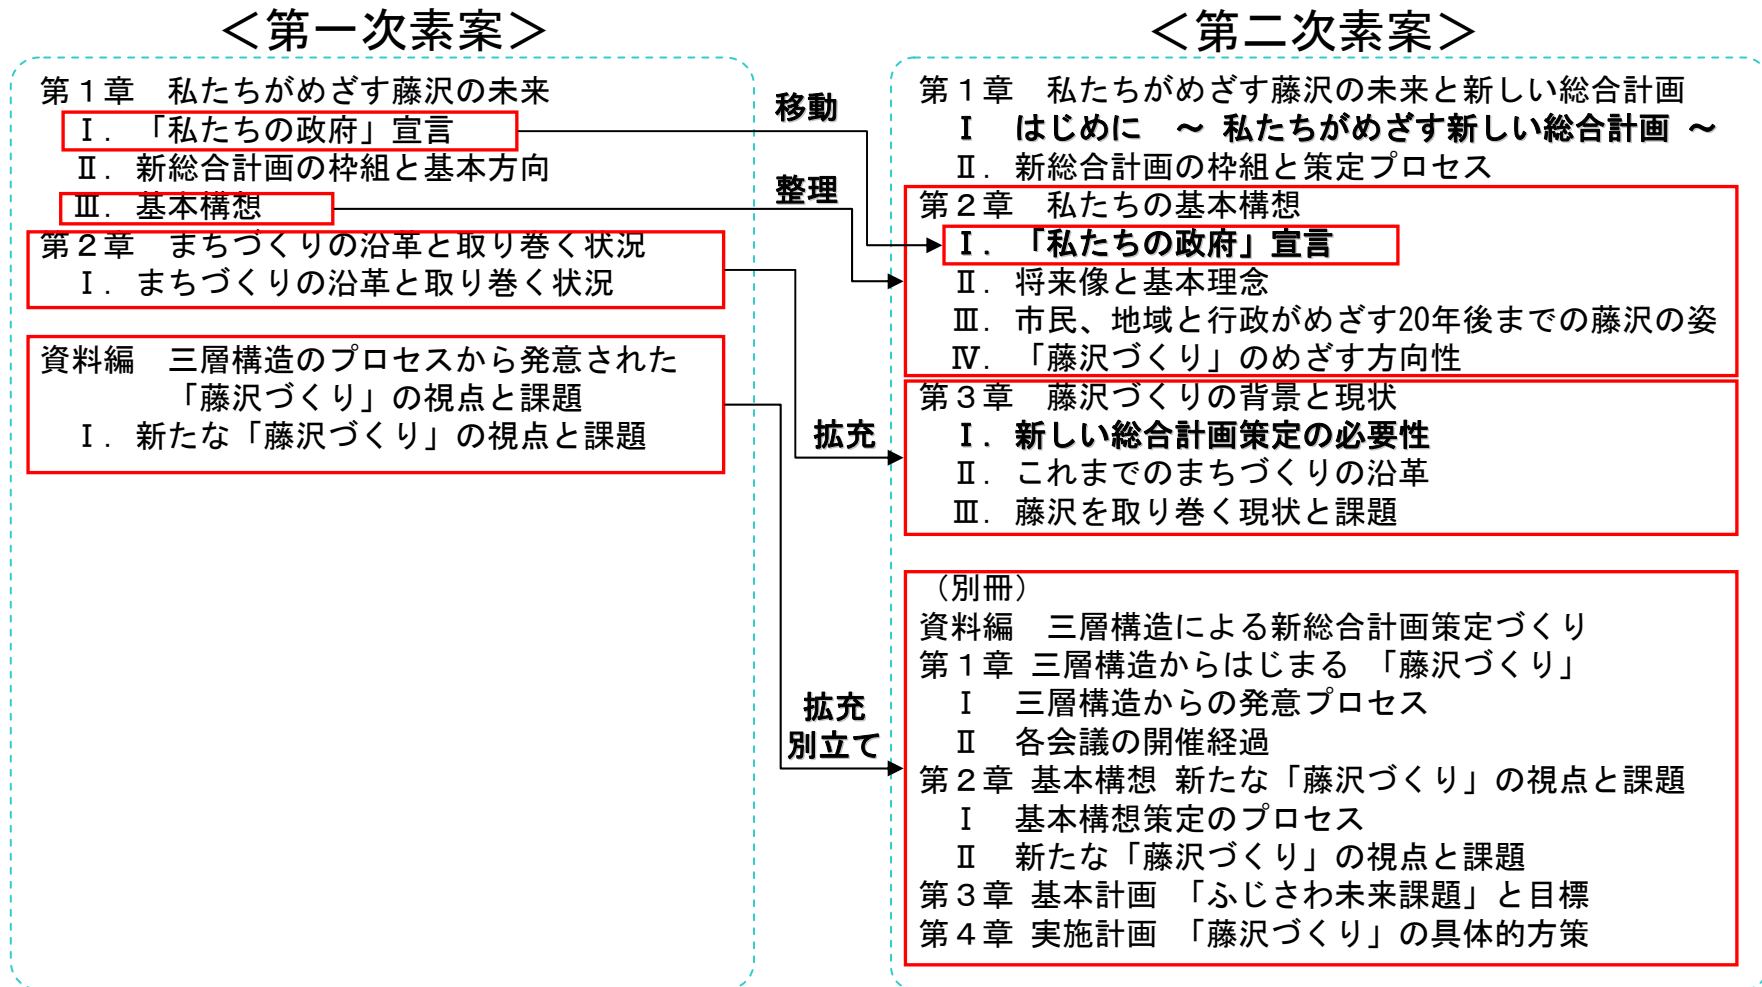 ＜第一次素案＞
第１章　私たちがめざす藤沢の未来
Ⅰ．「私たちの政府」宣言
Ⅱ．新総合計画の枠組と基本方向
Ⅲ．基本構想
第２章　まちづくりの沿革と取り巻く状況
Ⅰ．まちづくりの沿革と取り巻く状況
資料編　三層構造のプロセスから発意された
「藤沢づくり」の視点と課題
Ⅰ．新たな「藤沢づくり」の視点と課題
移動
整理
拡充
拡充
別立て
＜第二次素案＞
第１章　私たちがめざす藤沢の未来と新しい総合計画
Ⅰ　はじめに　～ 私たちがめざす新しい総合計画 ～
Ⅱ．新総合計画の枠組と策定プロセス
第２章　私たちの基本構想
Ⅰ．「私たちの政府」宣言
Ⅱ．将来像と基本理念
Ⅲ．市民、地域と行政がめざす20年後までの藤沢の姿
Ⅳ．「藤沢づくり」のめざす方向性
第３章　藤沢づくりの背景と現状
Ⅰ．新しい総合計画策定の必要性
Ⅱ．これまでのまちづくりの沿革
Ⅲ．藤沢を取り巻く現状と課題
（別冊）
資料編　三層構造による新総合計画策定づくり
第１章 三層構造からはじまる 「藤沢づくり」
Ⅰ　三層構造からの発意プロセス
Ⅱ　各会議の開催経過
第２章 基本構想 新たな「藤沢づくり」の視点と課題
Ⅰ　基本構想策定のプロセス
Ⅱ　新たな「藤沢づくり」の視点と課題
第３章 基本計画 「ふじさわ未来課題」と目標
第４章 実施計画 「藤沢づくり」の具体的方策